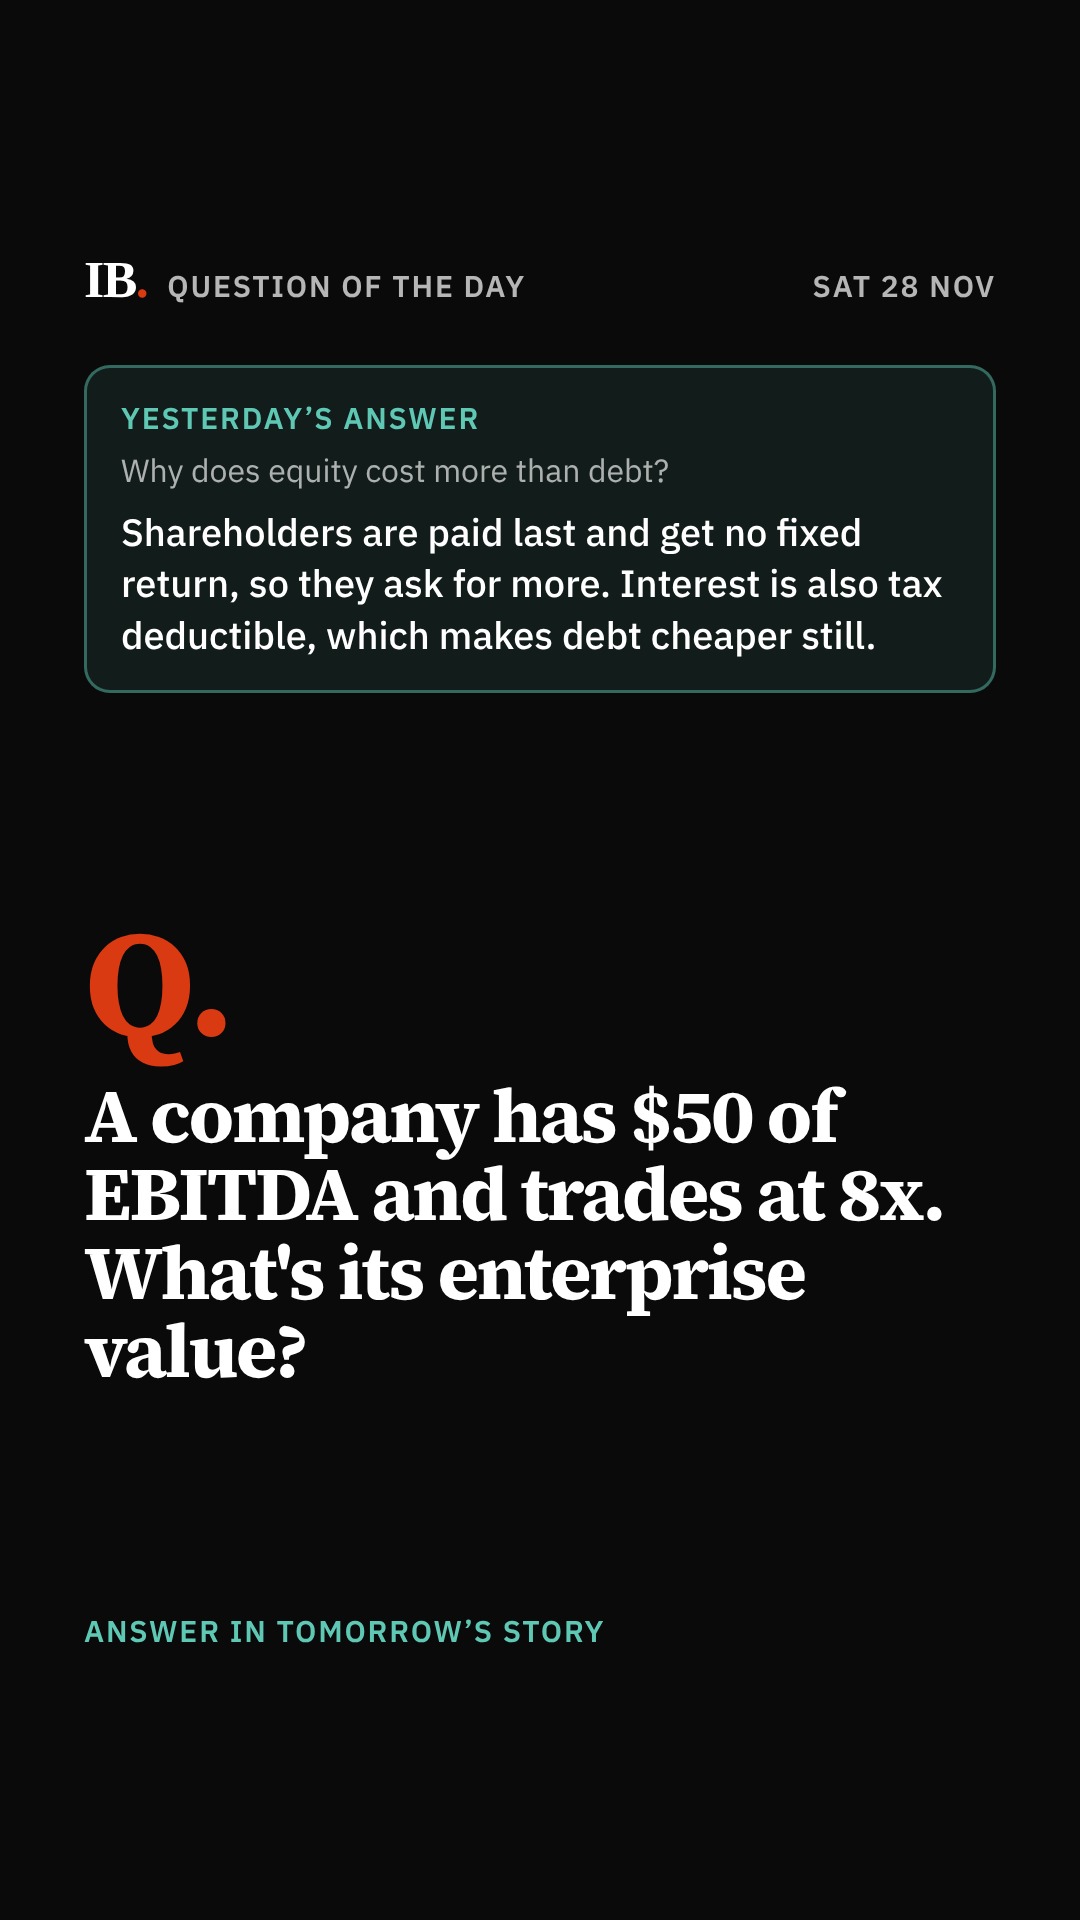 IB. QUESTION OF THE DAY SAT 28 NOV
YESTERDAY’S ANSWER
Why does equity cost more than debt?
Shareholders are paid last and get no fixed
return, so they ask for more. Interest is also tax
deductible, which makes debt cheaper still.
Q.
A company has $50 of
EBITDA and trades at 8x.
What's its enterprise
value?
ANSWER IN TOMORROW’S STORY